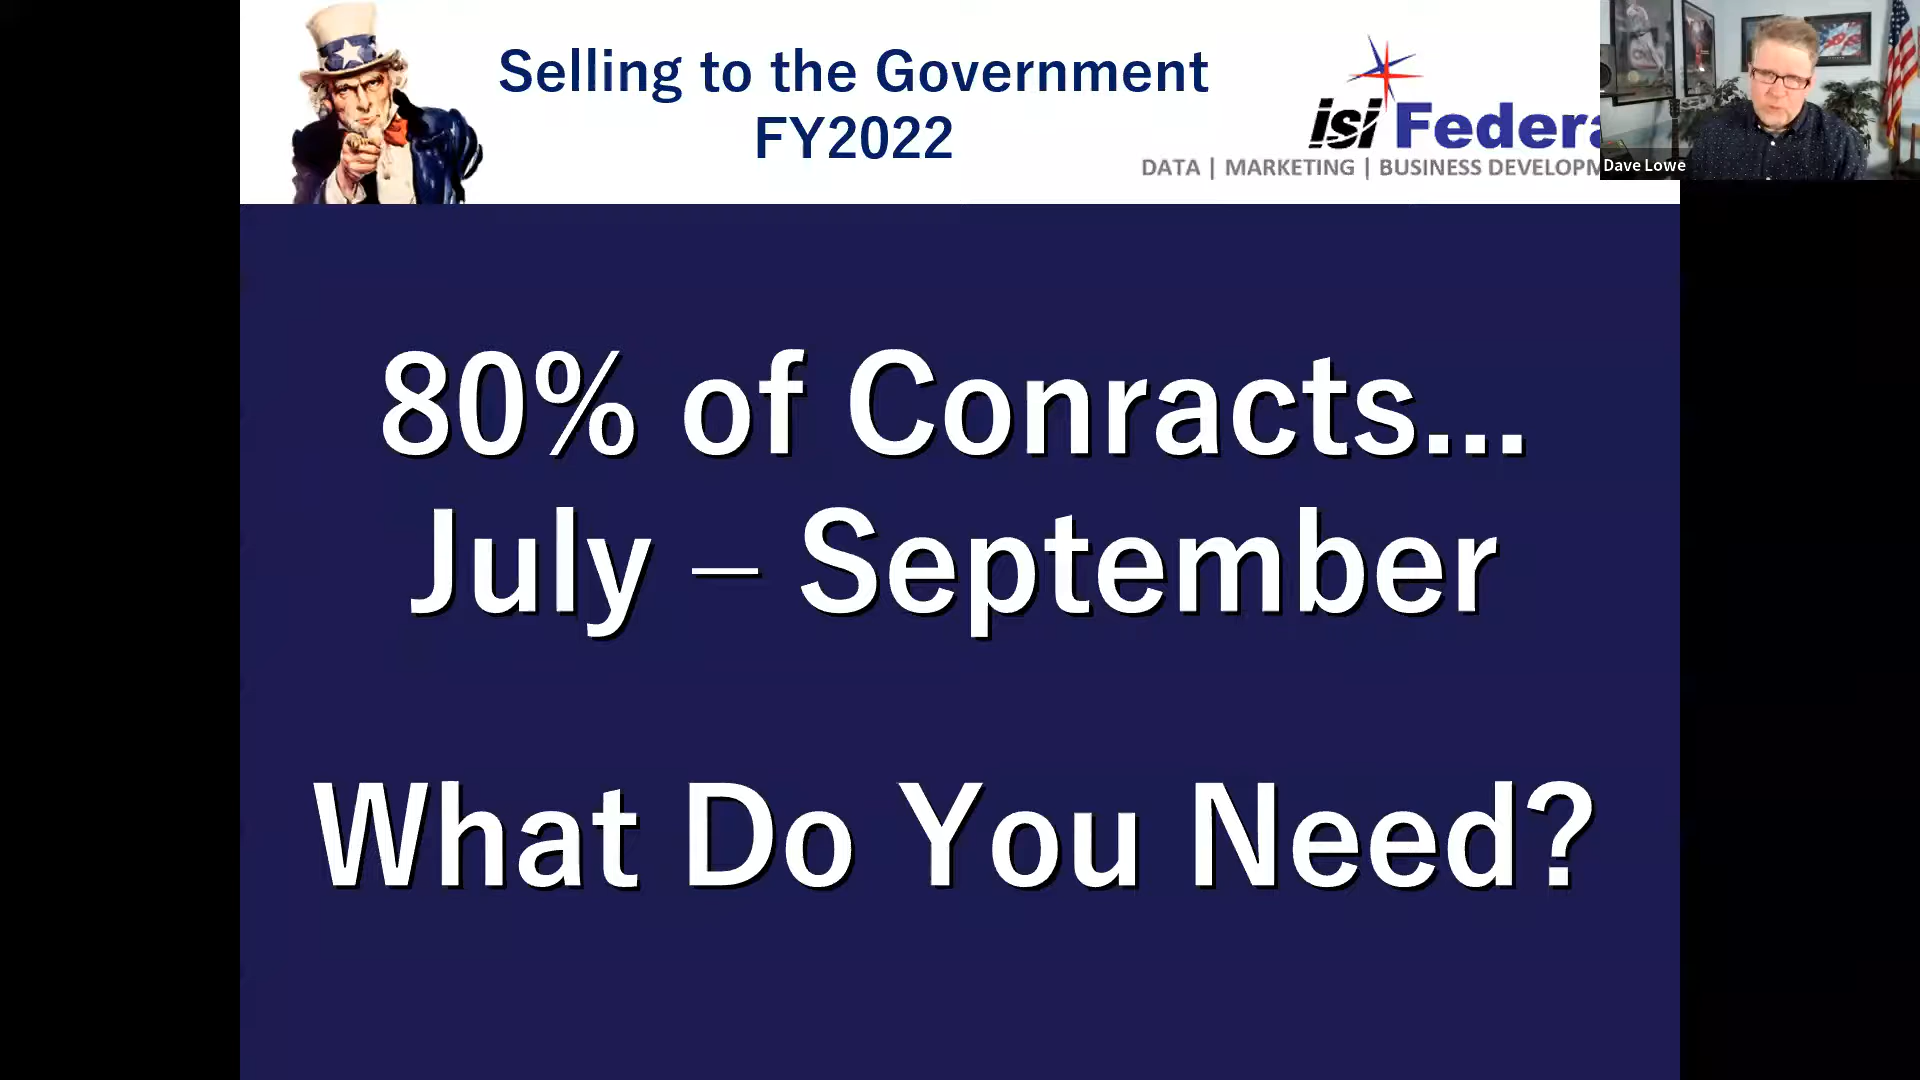 Selling to the Government
FY2022
isi Federa
DATA | MARKETING | BUSINESS DEVELOPM
Dave Lowe
80% of Conracts...
July – September
What Do You Need?